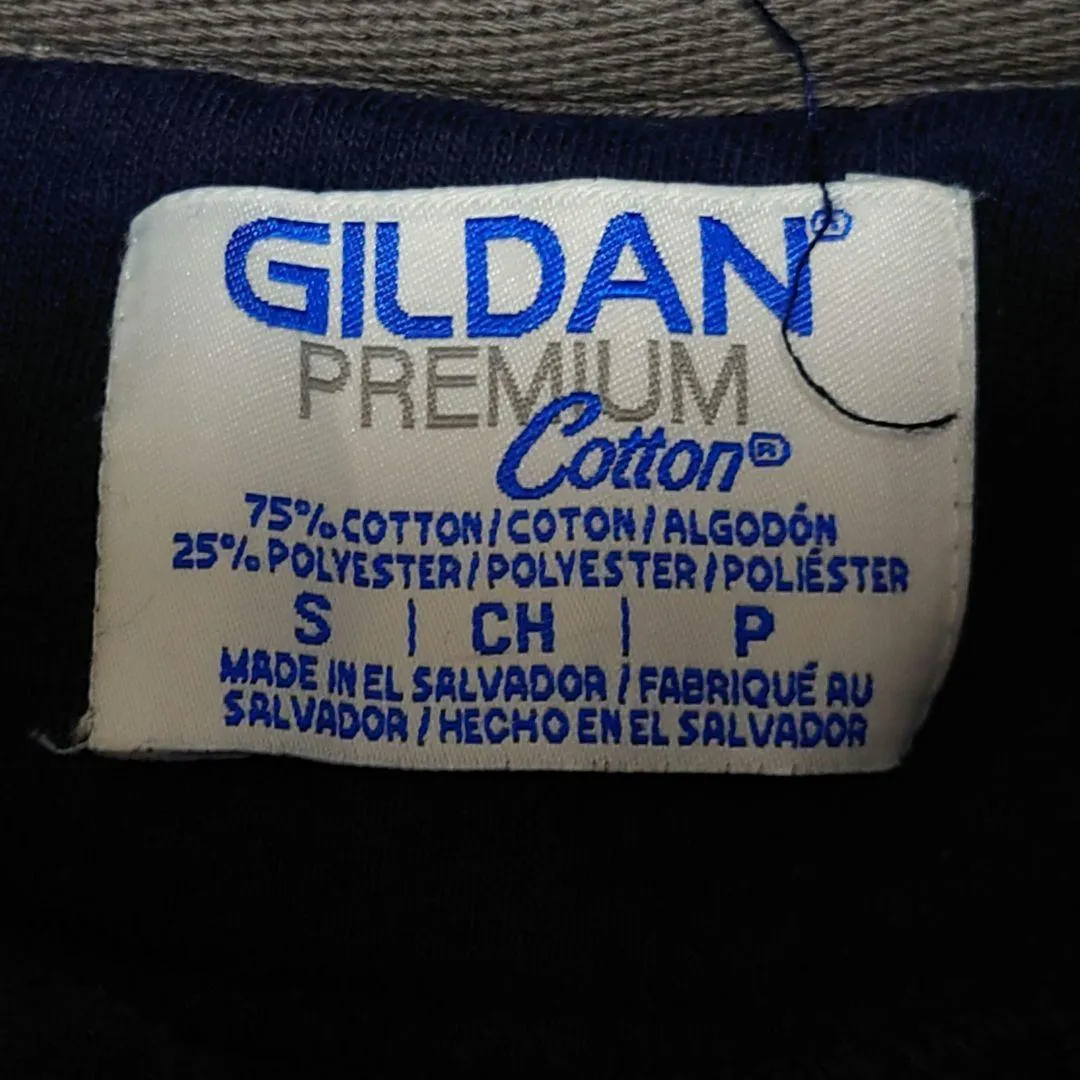 GILDAN®
PREMIUM
Cotton®
75% COTTON / COTON / ALGODÓN
25% POLYESTER / POLYESTER / POLIÉSTER
S | CH | P
MADE IN EL SALVADOR / FABRIQUÉ AU
SALVADOR / HECHO EN EL SALVADOR